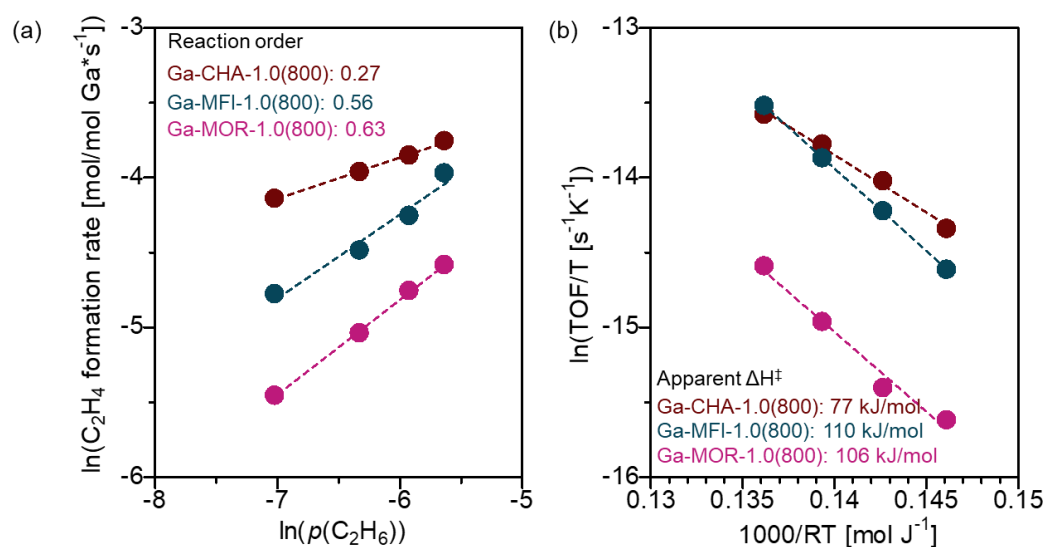 (a)
Reaction order
Ga-CHA-1.0(800): 0.27
Ga-MFI-1.0(800): 0.56
Ga-MOR-1.0(800): 0.63
ln(C₂H₄ formation rate [mol/mol Ga*s⁻¹)
-3
-4
-5
-6
-8
-7
-6
-5
ln(p(C₂H₆))
(b)
ln(TOF/T [s⁻¹K⁻¹])
-13
-14
-15
-16
Apparent ΔH‡
Ga-CHA-1.0(800): 77 kJ/mol
Ga-MFI-1.0(800): 110 kJ/mol
Ga-MOR-1.0(800): 106 kJ/mol
0.13
0.135
0.14
0.145
0.15
1000/RT [mol J⁻¹]